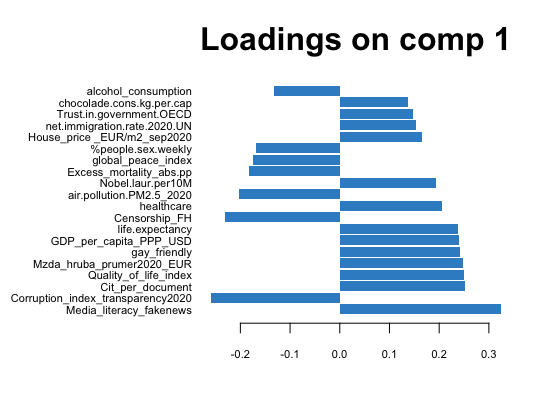 Loadings on comp 1
alcohol_consumption
chocolade.cons.kg.per.cap
Trust.in.government.OECD
net.immigration.rate.2020.UN
House_price _EUR/m2_sep2020
%people.sex.weekly
global_peace_index
Excess_mortality_abs.pp
Nobel.laur.per10M
air.pollution.PM2.5_2020
healthcare
Censorship_FH
life.expectancy
GDP_per_capita_PPP_USD
gay_friendly
Mzda_hruba_prumer2020_EUR
Quality_of_life_index
Cit_per_document
Corruption_index_transparency2020
Media_literacy_fakenews
-0.2 -0.1 0.0 0.1 0.2 0.3